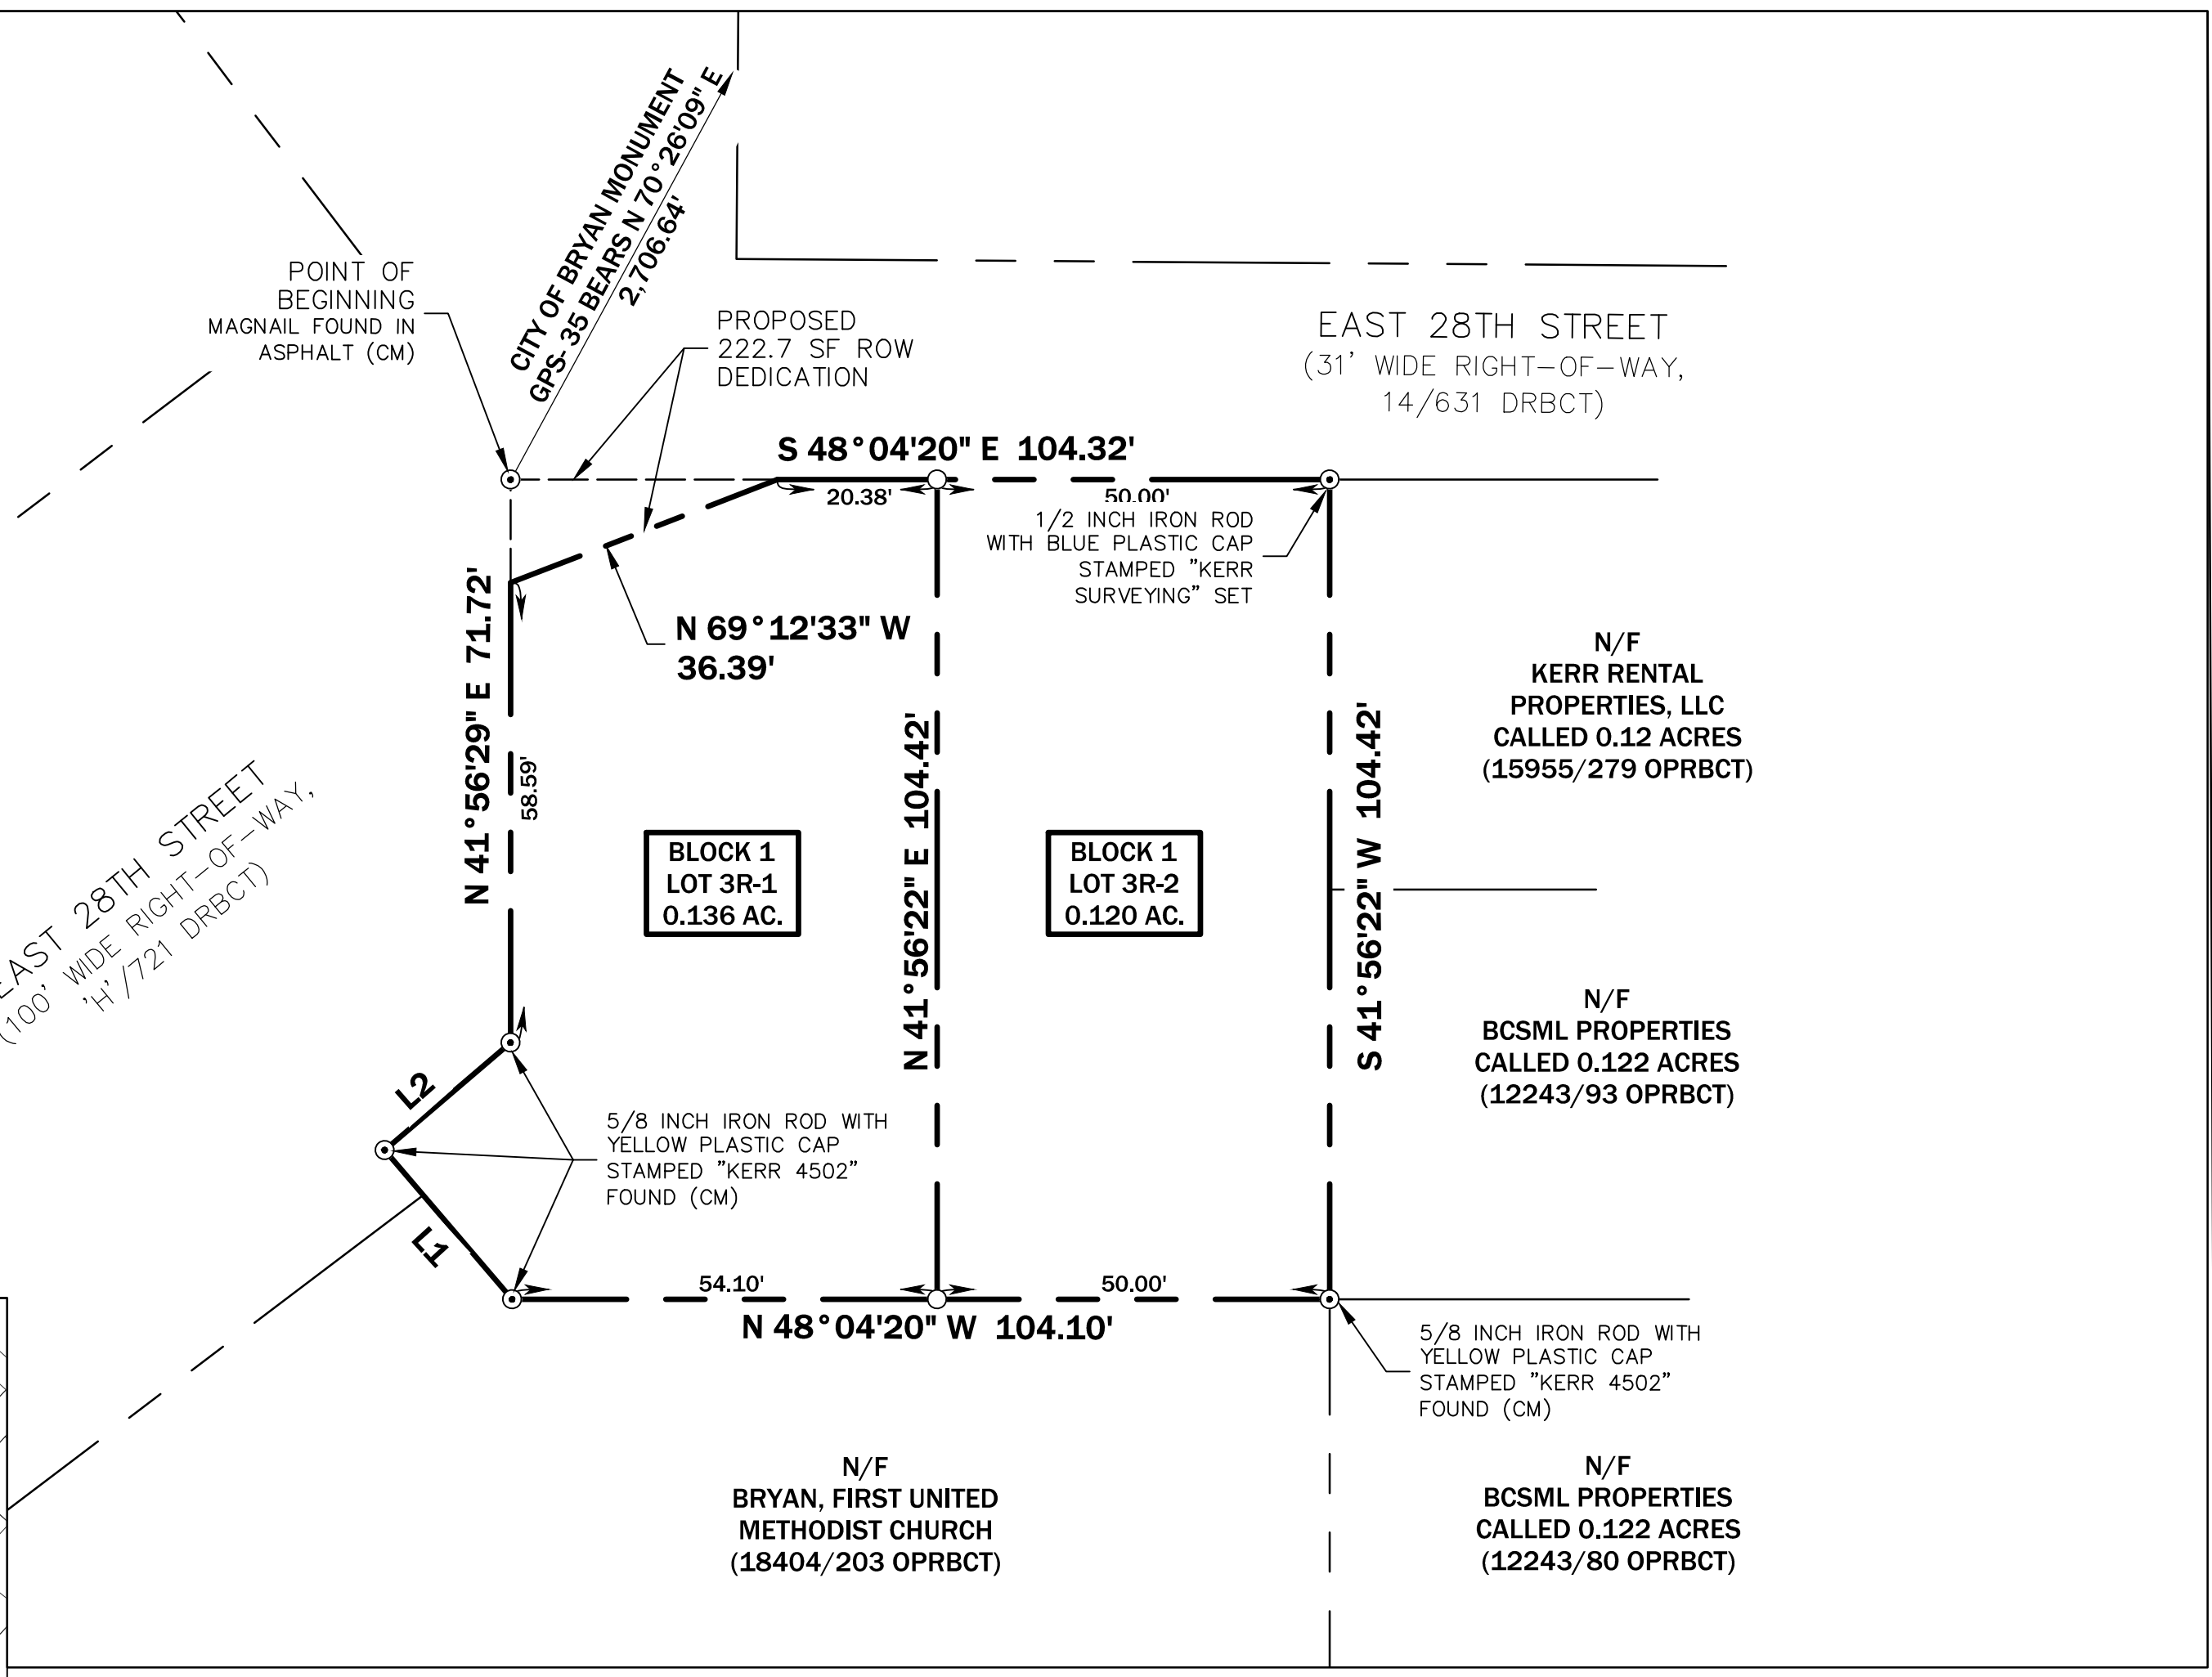 CITY OF BRYAN MONUMENT
GPS- 35 BEARS N 70°26'09" E
2,706.64'
POINT OF
BEGINNING
MAGNAIL FOUND IN
ASPHALT (CM)
PROPOSED
222.7 SF ROW
DEDICATION
EAST 28TH STREET
(31' WIDE RIGHT-OF-WAY,
14/631 DRBCT)
S 48°04'20" E 104.32'
20.38'
50.00'
1/2 INCH IRON ROD
WITH BLUE PLASTIC CAP
STAMPED "KERR
SURVEYING" SET
N 69°12'33" W
36.39'
N 41°56'29" E 71.72'
58.59'
N 41°56'22" E 104.42'
S 41°56'22" W 104.42'
N/F
KERR RENTAL
PROPERTIES, LLC
CALLED 0.12 ACRES
(15955/279 OPRBCT)
EAST 28TH STREET
(100' WIDE RIGHT-OF-WAY,
'H'/721 DRBCT)
BLOCK 1
LOT 3R-1
0.136 AC.
BLOCK 1
LOT 3R-2
0.120 AC.
N/F
BCSML PROPERTIES
CALLED 0.122 ACRES
(12243/93 OPRBCT)
L2
L1
5/8 INCH IRON ROD WITH
YELLOW PLASTIC CAP
STAMPED "KERR 4502"
FOUND (CM)
54.10'
50.00'
N 48°04'20" W 104.10'
5/8 INCH IRON ROD WITH
YELLOW PLASTIC CAP
STAMPED "KERR 4502"
FOUND (CM)
N/F
BRYAN, FIRST UNITED
METHODIST CHURCH
(18404/203 OPRBCT)
N/F
BCSML PROPERTIES
CALLED 0.122 ACRES
(12243/80 OPRBCT)